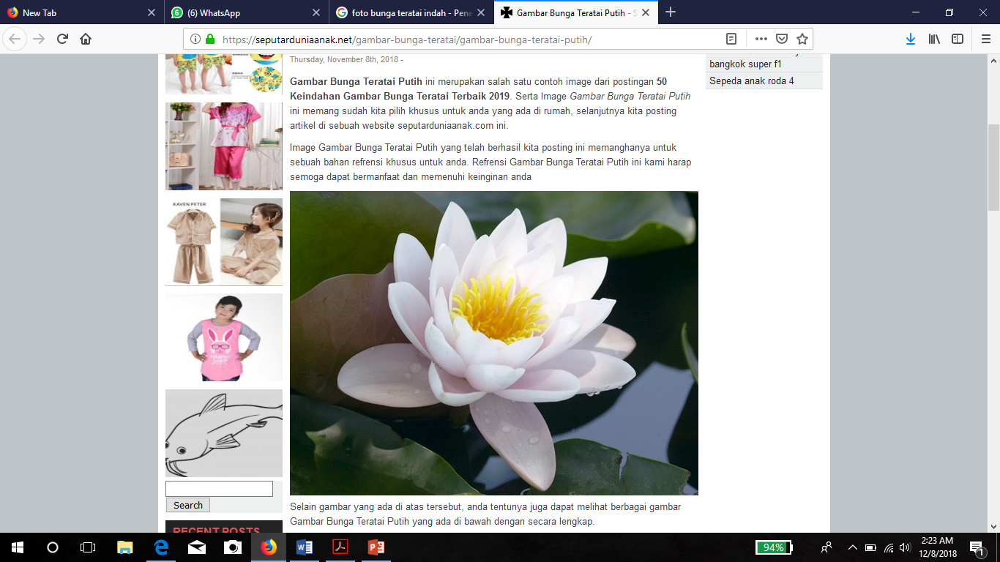 New Tab
(6) WhatsApp
foto bunga teratai indah - Pene
Gambar Bunga Teratai Putih - S
https://seputarduniaanak.net/gambar-bunga-teratai/gambar-bunga-teratai-putih/
Thursday, November 8th, 2018 -
Gambar Bunga Teratai Putih ini merupakan salah satu contoh image dari postingan 50
Keindahan Gambar Bunga Teratai Terbaik 2019. Serta Image Gambar Bunga Teratai Putih
ini memang sudah kita pilih khusus untuk anda yang ada di rumah, selanjutnya kita posting
artikel di sebuah website seputarduniaanak.com ini.
Image Gambar Bunga Teratai Putih yang telah berhasil kita posting ini memanghanya untuk
sebuah bahan refrensi khusus untuk anda. Refrensi Gambar Bunga Teratai Putih ini kami harap
semoga dapat bermanfaat dan memenuhi keinginan anda
Selain gambar yang ada di atas tersebut, anda tentunya juga dapat melihat berbagai gambar
Gambar Bunga Teratai Putih yang ada di bawah dengan secara lengkap.
bangkok super f1
Sepeda anak roda 4
KAVEN PETER
Search
RECENT POSTS
94%
2:23 AM
12/8/2018
1